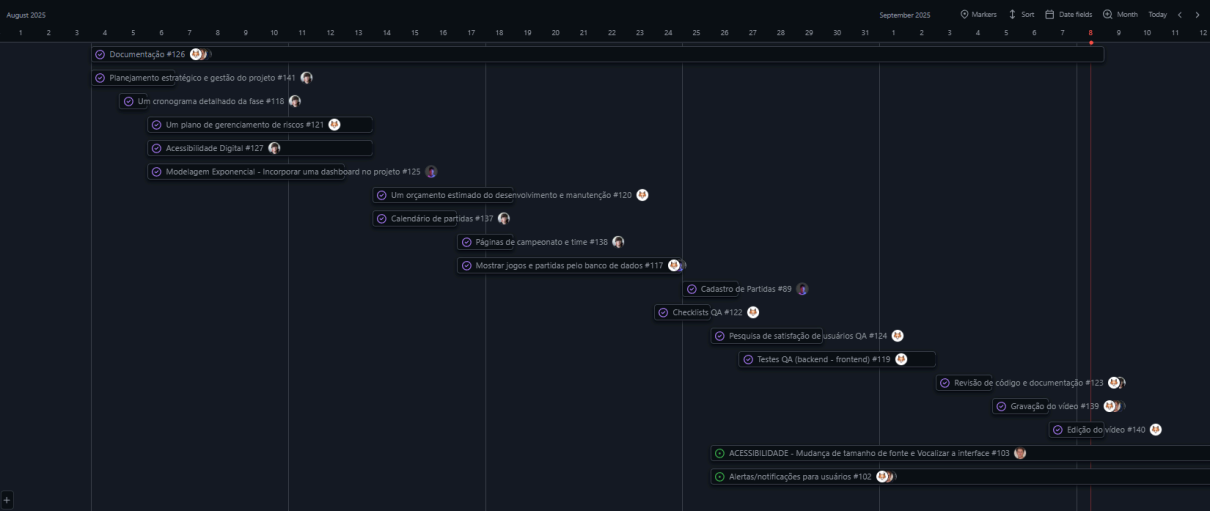 August 2025 September 2025 Markers Sort Date fields Month Today
1 2 3 4 5 6 7 8 9 10 11 12 13 14 15 16 17 18 19 20 21 22 23 24 25 26 27 28 29 30 31 1 2 3 4 5 6 7 8 9 10 11 12
Documentação #126
Planejamento estratégico e gestão do projeto #141
Um cronograma detalhado da fase #118
Um plano de gerenciamento de riscos #121
Acessibilidade Digital #127
Modelagem Exponencial - Incorporar uma dashboard no projeto #125
Um orçamento estimado do desenvolvimento e manutenção #120
Calendário de partidas #137
Páginas de campeonato e time #138
Mostrar jogos e partidas pelo banco de dados #117
Cadastro de Partidas #89
Checklists QA #122
Pesquisa de satisfação de usuários QA #124
Testes QA (backend - frontend) #119
Revisão de código e documentação #123
Gravação do vídeo #139
Edição do vídeo #140
ACESSIBILIDADE - Mudança de tamanho de fonte e Vocalizar a interface #103
Alertas/notificações para usuários #102